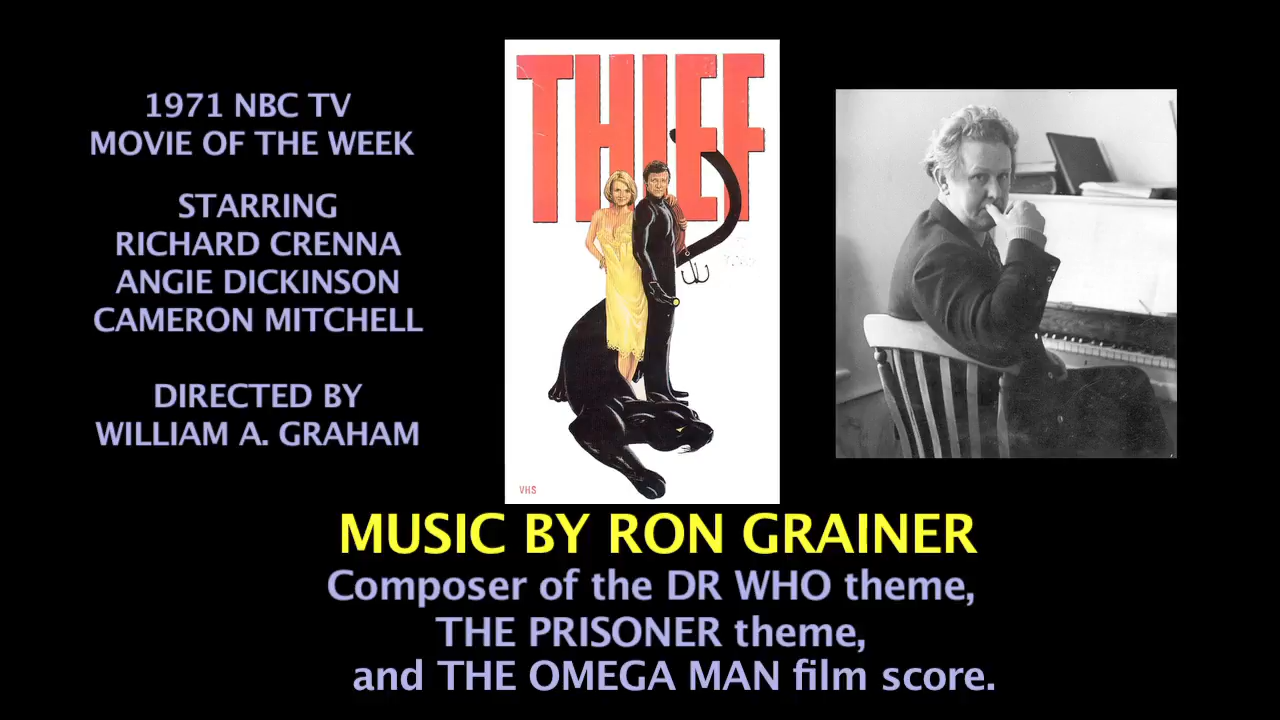 1971 NBC TV
MOVIE OF THE WEEK
STARRING
RICHARD CRENNA
ANGIE DICKINSON
CAMERON MITCHELL
DIRECTED BY
WILLIAM A. GRAHAM
THIEF
VHS
MUSIC BY RON GRAINER
Composer of the DR WHO theme,
THE PRISONER theme,
and THE OMEGA MAN film score.